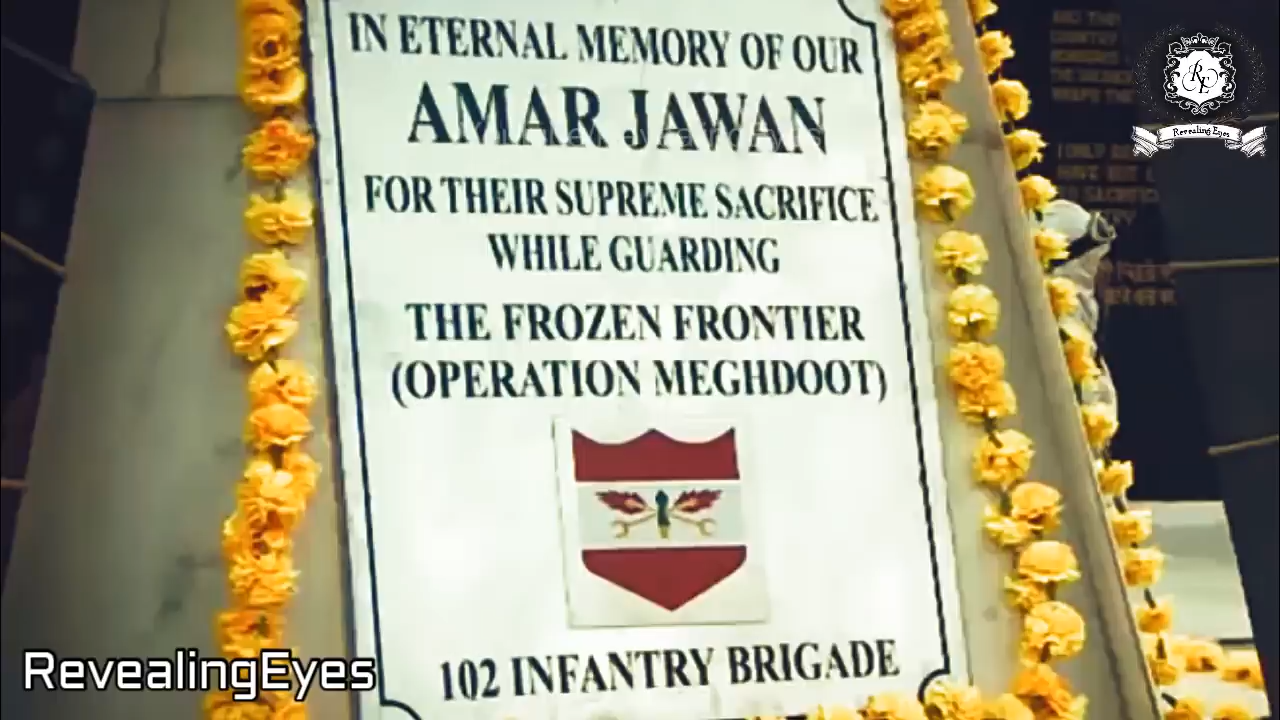 IN ETERNAL MEMORY OF OUR
AMAR JAWAN
FOR THEIR SUPREME SACRIFICE
WHILE GUARDING
THE FROZEN FRONTIER
(OPERATION MEGHDOOT)
102 INFANTRY BRIGADE
RevealingEyes
Revealing Eyes